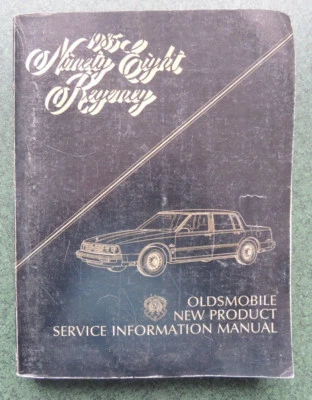 1985
Ninety Eight
Regency
OLDSMOBILE
NEW PRODUCT
SERVICE INFORMATION MANUAL